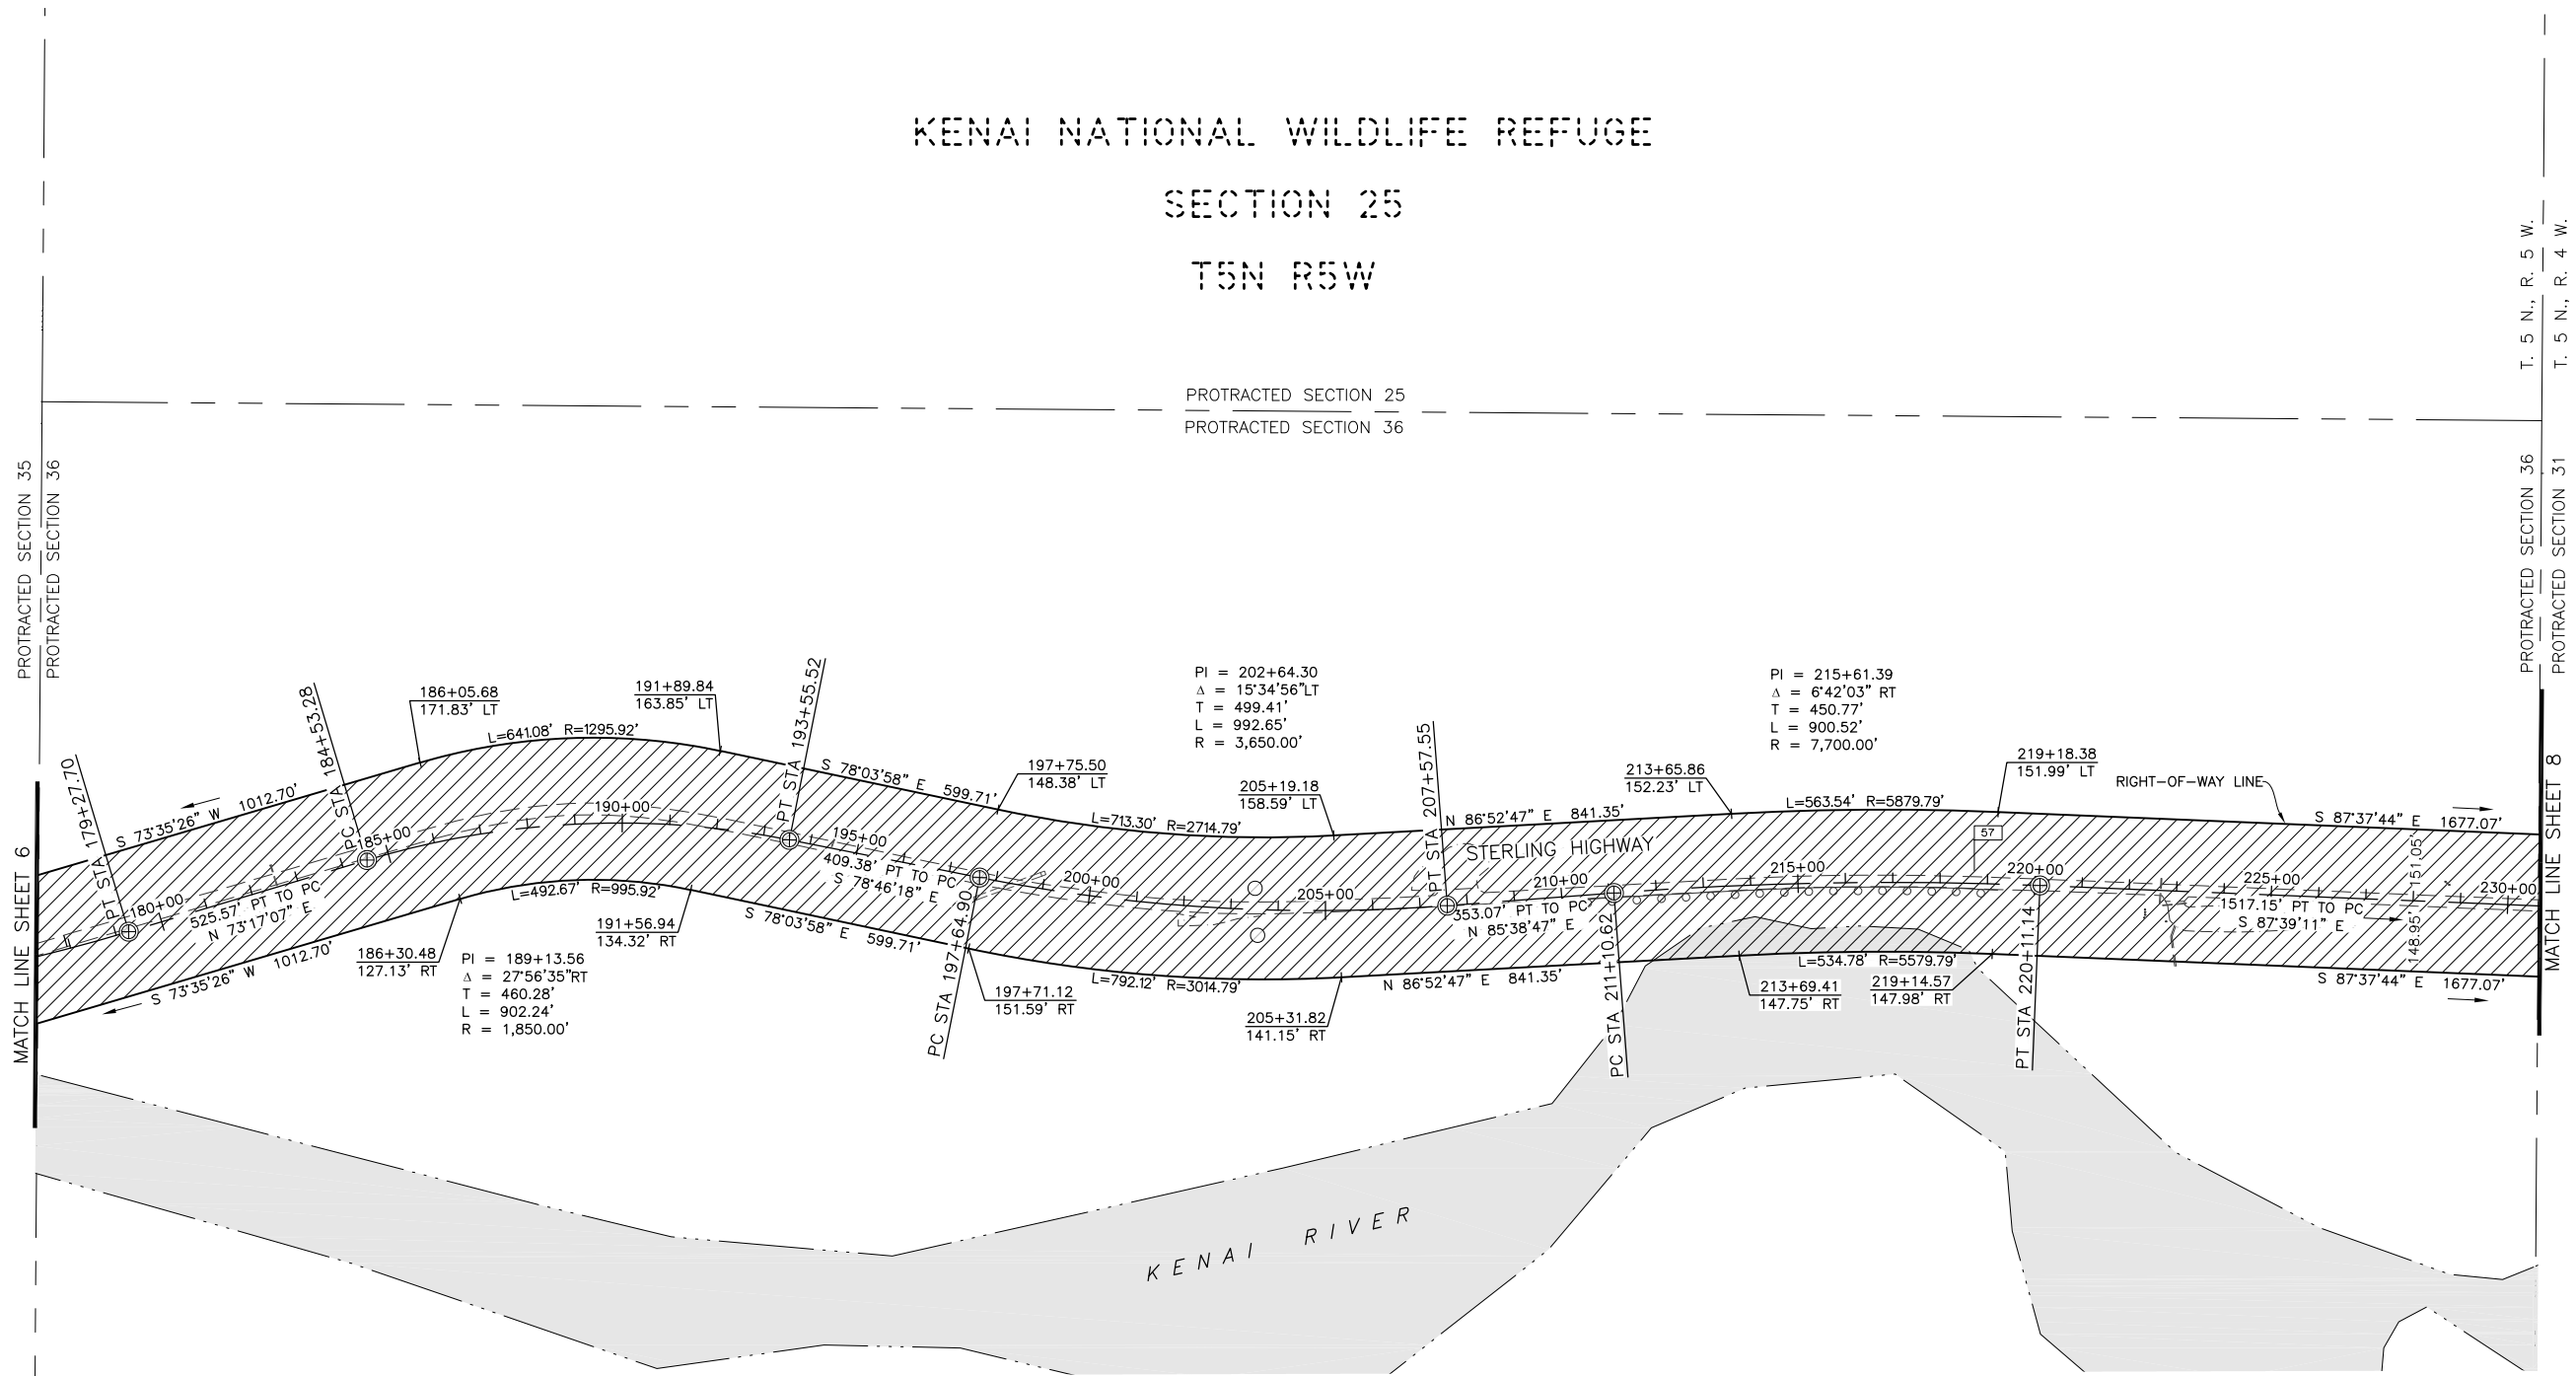 KENAI NATIONAL WILDLIFE REFUGE
SECTION 25
T5N R5W
T. 5 N., R. 5 W.
T. 5 N., R. 4 W.
PROTRACTED SECTION 25
PROTRACTED SECTION 36
PROTRACTED SECTION 35
PROTRACTED SECTION 36
PROTRACTED SECTION 36
PROTRACTED SECTION 31
MATCH LINE SHEET 6
MATCH LINE SHEET 8
PT STA 179+27.70
PC STA 184+53.28
186+05.68
171.83' LT
191+89.84
163.85' LT
PT STA 193+55.52
L=641.08' R=1295.92'
S 73°35'26" W 1012.70'
S 78°03'58" E 599.71'
197+75.50
148.38' LT
PI = 202+64.30
Δ = 15°34'56"LT
T = 499.41'
L = 992.65'
R = 3,650.00'
205+19.18
158.59' LT
L=713.30' R=2714.79'
PT STA 207+57.55
N 86°52'47" E 841.35'
STERLING HIGHWAY
213+65.86
152.23' LT
PI = 215+61.39
Δ = 6°42'03" RT
T = 450.77'
L = 900.52'
R = 7,700.00'
L=563.54' R=5879.79'
219+18.38
151.99' LT
RIGHT-OF-WAY LINE
S 87°37'44" E 1677.07'
57
180+00
185+00
190+00
195+00
200+00
205+00
210+00
215+00
220+00
225+00
230+00
525.57' PT TO PC
N 73°17'07" E
409.38' PT TO PC
S 78°46'18" E
353.07' PT TO PC
N 85°38'47" E
1517.15' PT TO PC
S 87°39'11" E
151.05'
148.95'
S 73°35'26" W 1012.70'
186+30.48
127.13' RT
L=492.67' R=995.92'
191+56.94
134.32' RT
PI = 189+13.56
Δ = 27°56'35"RT
T = 460.28'
L = 902.24'
R = 1,850.00'
S 78°03'58" E 599.71'
PC STA 197+64.90
197+71.12
151.59' RT
L=792.12' R=3014.79'
205+31.82
141.15' RT
N 86°52'47" E 841.35'
PC STA 211+10.62
213+69.41
147.75' RT
L=534.78' R=5579.79'
219+14.57
147.98' RT
PT STA 220+11.14
S 87°37'44" E 1677.07'
KENAI RIVER